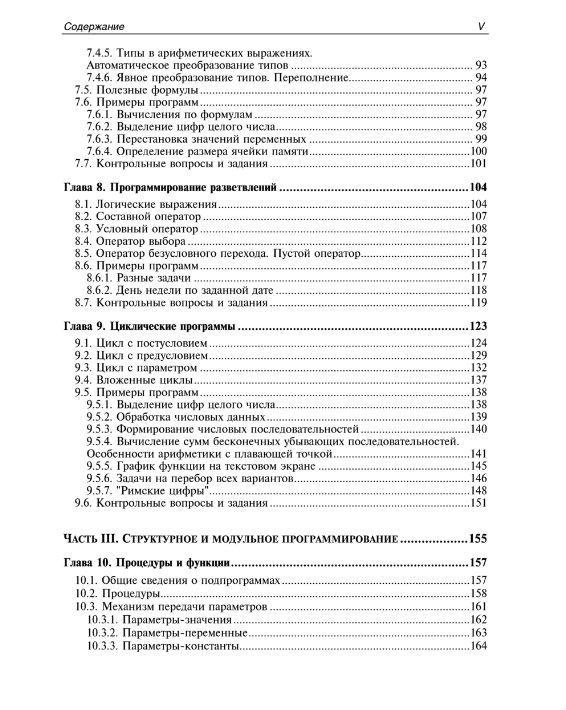 Содержание V
7.4.5. Типы в арифметических выражениях.
Автоматическое преобразование типов 93
7.4.6. Явное преобразование типов. Переполнение 94
7.5. Полезные формулы 97
7.6. Примеры программ 97
7.6.1. Вычисления по формулам 97
7.6.2. Выделение цифр целого числа 98
7.6.3. Перестановка значений переменных 99
7.6.4. Определение размера ячейки памяти 100
7.7. Контрольные вопросы и задания 101
Глава 8. Программирование разветвлений 104
8.1. Логические выражения 104
8.2. Составной оператор 107
8.3. Условный оператор 108
8.4. Оператор выбора 112
8.5. Оператор безусловного перехода. Пустой оператор 114
8.6. Примеры программ 117
8.6.1. Разные задачи 117
8.6.2. День недели по заданной дате 118
8.7. Контрольные вопросы и задания 119
Глава 9. Циклические программы 123
9.1. Цикл с постусловием 124
9.2. Цикл с предусловием 129
9.3. Цикл с параметром 132
9.4. Вложенные циклы 137
9.5. Примеры программ 138
9.5.1. Выделение цифр целого числа 138
9.5.2. Обработка числовых данных 139
9.5.3. Формирование числовых последовательностей 140
9.5.4. Вычисление сумм бесконечных убывающих последовательностей.
Особенности арифметики с плавающей точкой 141
9.5.5. График функции на текстовом экране 145
9.5.6. Задачи на перебор всех вариантов 146
9.5.7. "Римские цифры" 148
9.6. Контрольные вопросы и задания 151
Часть III. Структурное и модульное программирование 155
Глава 10. Процедуры и функции 157
10.1. Общие сведения о подпрограммах 157
10.2. Процедуры 158
10.3. Механизм передачи параметров 161
10.3.1. Параметры-значения 162
10.3.2. Параметры-переменные 163
10.3.3. Параметры-константы 164